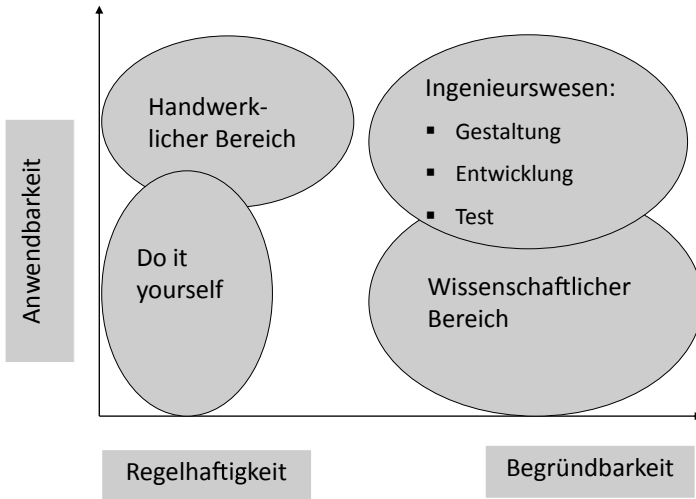 Handwerk-
licher Bereich
Ingenieurswesen:
▪ Gestaltung
▪ Entwicklung
▪ Test
Do it
yourself
Wissenschaftlicher
Bereich
Anwendbarkeit
Regelhaftigkeit
Begründbarkeit